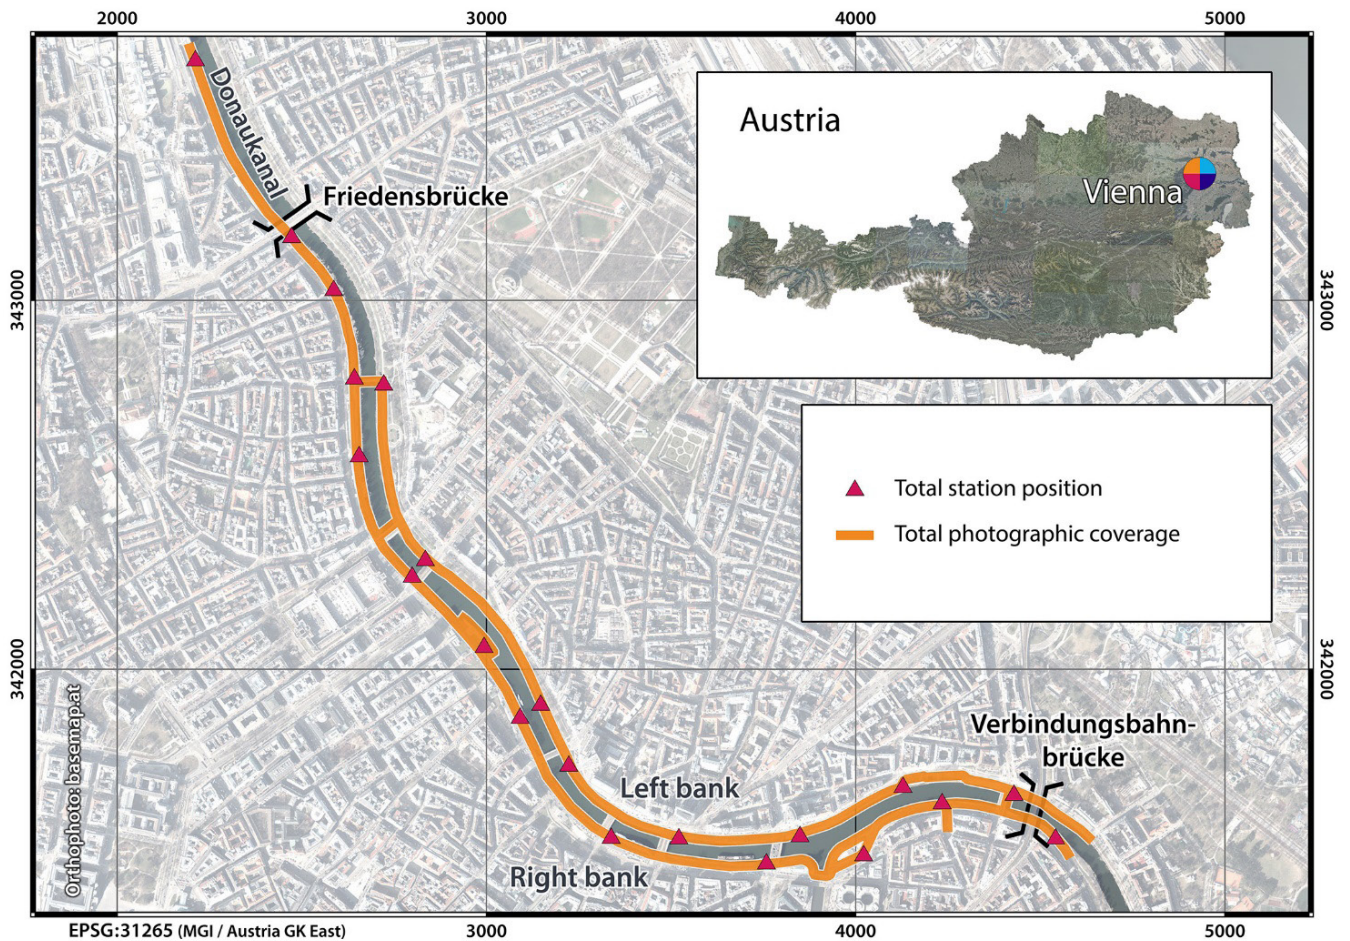 2000
3000
4000
5000
Donaukanal
Friedensbrücke
Austria
Vienna
343000
343000
Total station position
Total photographic coverage
342000
342000
Verbindungsbahn-
brücke
Left bank
Right bank
Orthophoto: basemap.at
EPSG:31265 (MGI / Austria GK East)
3000
4000
5000